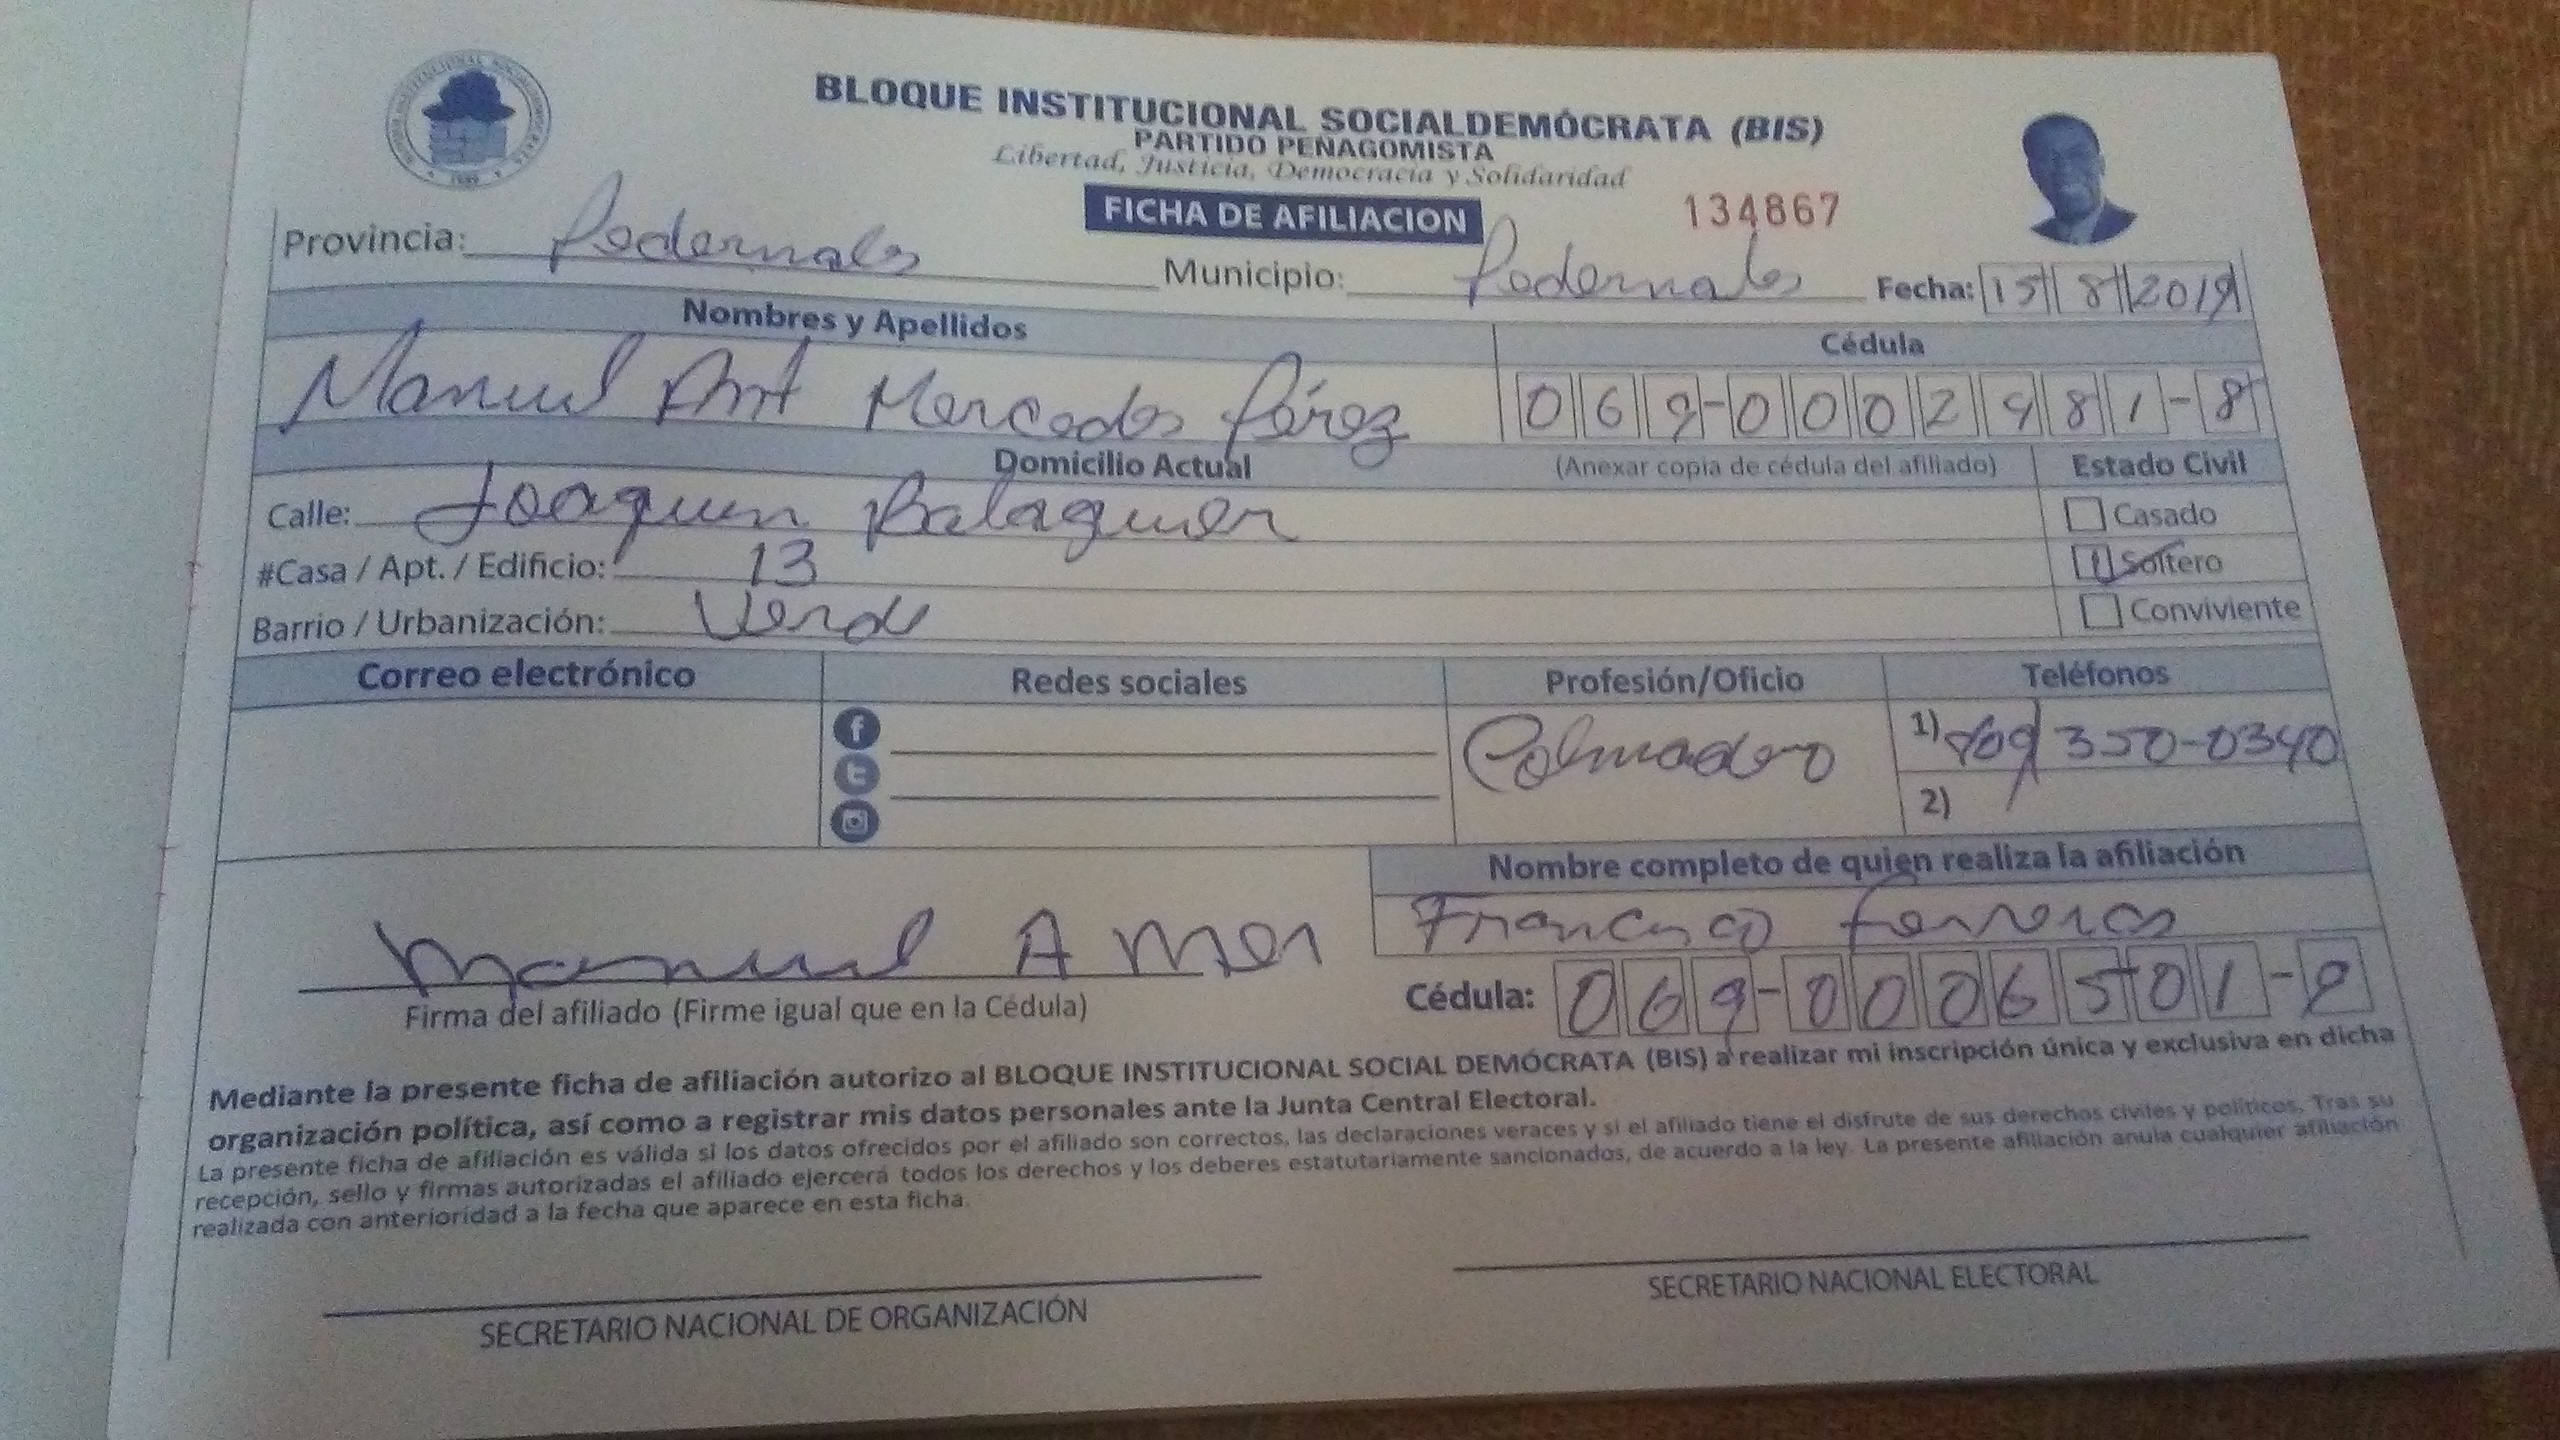 BLOQUE INSTITUCIONAL SOCIALDEMÓCRATA (BIS)
PARTIDO PEÑAGOMISTA
Libertad, Justicia, Democracia y Solidaridad
FICHA DE AFILIACION 134867
Provincia: Pedernales Municipio: Pedernales Fecha: 15 8 2019
Nombres y Apellidos Cédula
Manuel Ant Mercedes Pérez 069-0002481-8
Domicilio Actual (Anexar copia de cédula del afiliado) Estado Civil
Calle: Joaquin Balaguer Casado
#Casa / Apt. / Edificio: 13 Soltero
Barrio / Urbanización: Verde Conviviente
Correo electrónico Redes sociales Profesión/Oficio Teléfonos
Colmadero 1) 809 350-0340
2)
Nombre completo de quien realiza la afiliación
Manuel A Mer Francisco Ferreras
Firma del afiliado (Firme igual que en la Cédula) Cédula: 069-0006501-2
Mediante la presente ficha de afiliación autorizo al BLOQUE INSTITUCIONAL SOCIAL DEMÓCRATA (BIS) a realizar mi inscripción única y exclusiva en dicha
organización política, así como a registrar mis datos personales ante la Junta Central Electoral.
La presente ficha de afiliación es válida si los datos ofrecidos por el afiliado son correctos, las declaraciones veraces y si el afiliado tiene el disfrute de sus derechos civiles y políticos. Tras su
recepción, sello y firmas autorizadas el afiliado ejercerá todos los derechos y los deberes estatutariamente sancionados, de acuerdo a la ley. La presente afiliación anula cualquier afiliación
realizada con anterioridad a la fecha que aparece en esta ficha.
SECRETARIO NACIONAL DE ORGANIZACIÓN SECRETARIO NACIONAL ELECTORAL